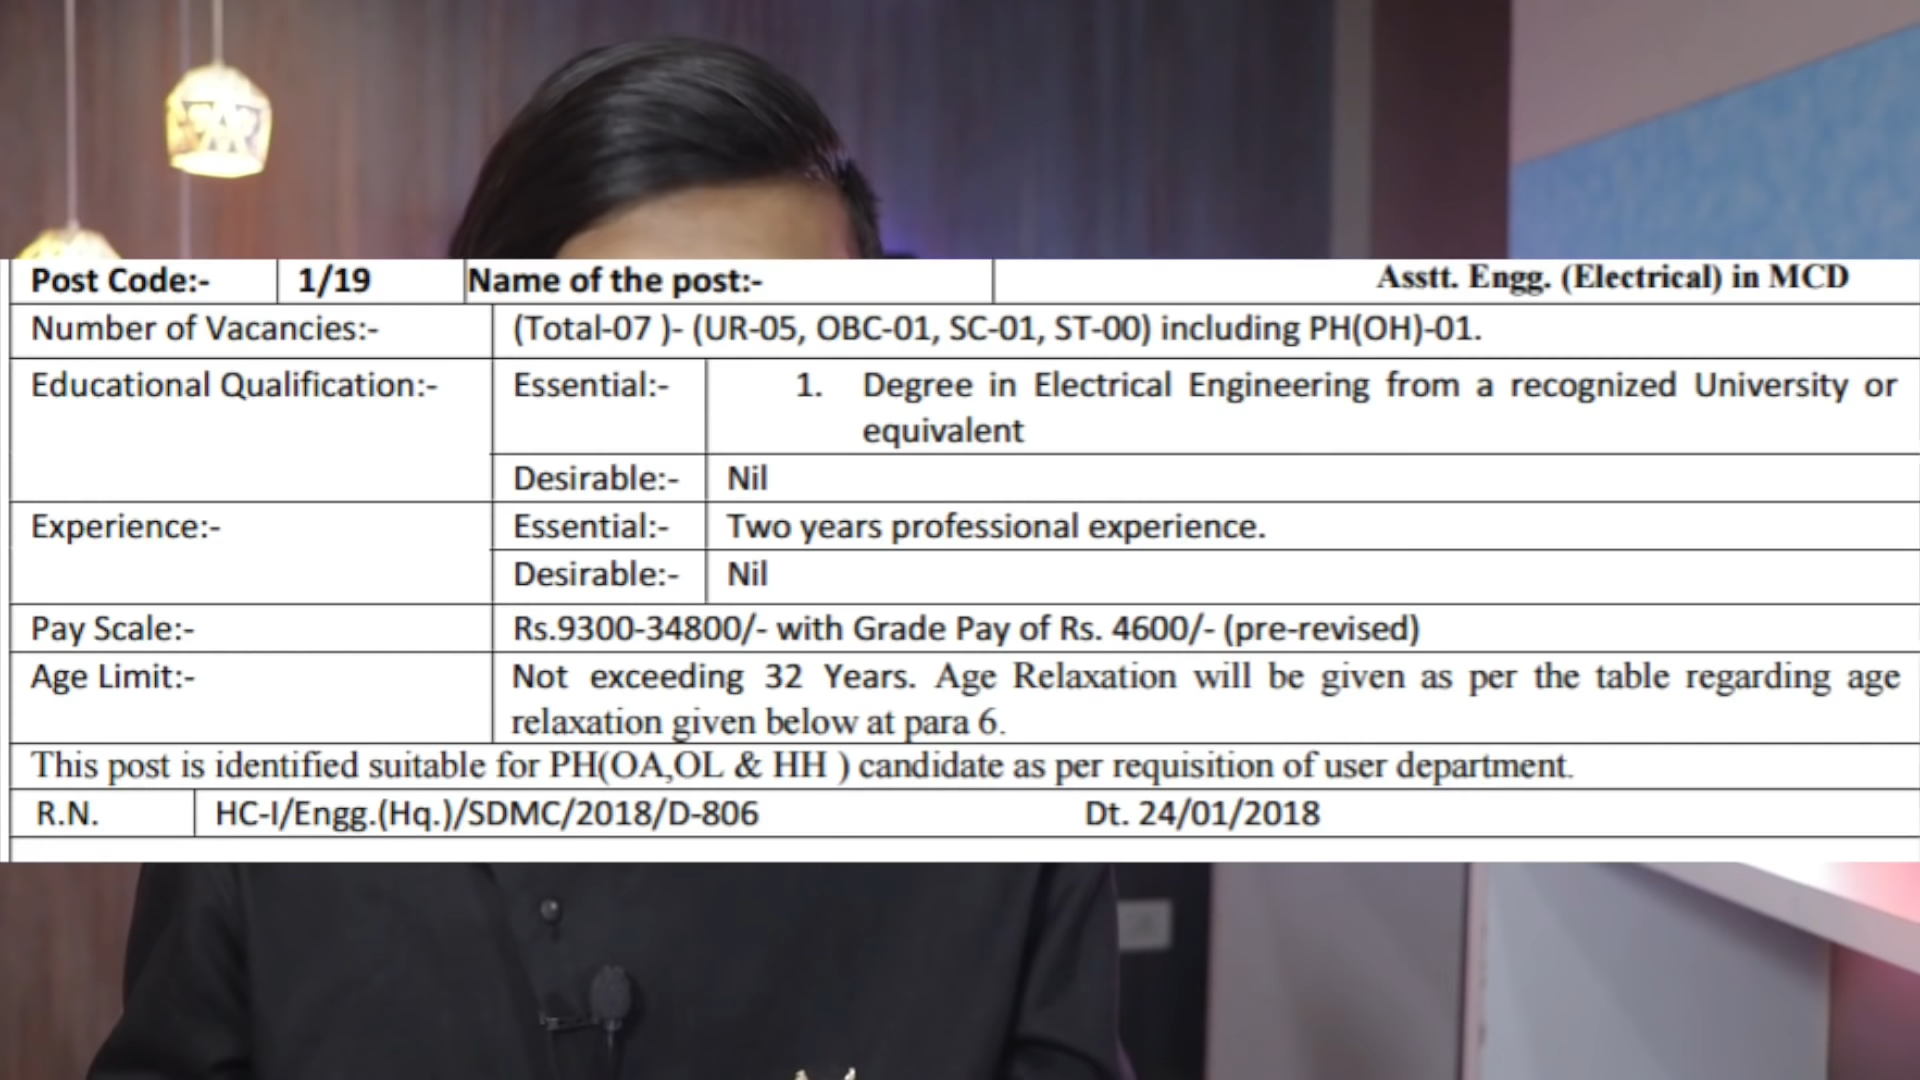 Post Code:- 1/19 Name of the post:- Asstt. Engg. (Electrical) in MCD
Number of Vacancies:- (Total-07 )- (UR-05, OBC-01, SC-01, ST-00) including PH(OH)-01.
Educational Qualification:- Essential:- 1. Degree in Electrical Engineering from a recognized University or
equivalent
Desirable:- Nil
Experience:- Essential:- Two years professional experience.
Desirable:- Nil
Pay Scale:- Rs.9300-34800/- with Grade Pay of Rs. 4600/- (pre-revised)
Age Limit:- Not exceeding 32 Years. Age Relaxation will be given as per the table regarding age
relaxation given below at para 6.
This post is identified suitable for PH(OA,OL & HH ) candidate as per requisition of user department.
R.N. HC-I/Engg.(Hq.)/SDMC/2018/D-806 Dt. 24/01/2018